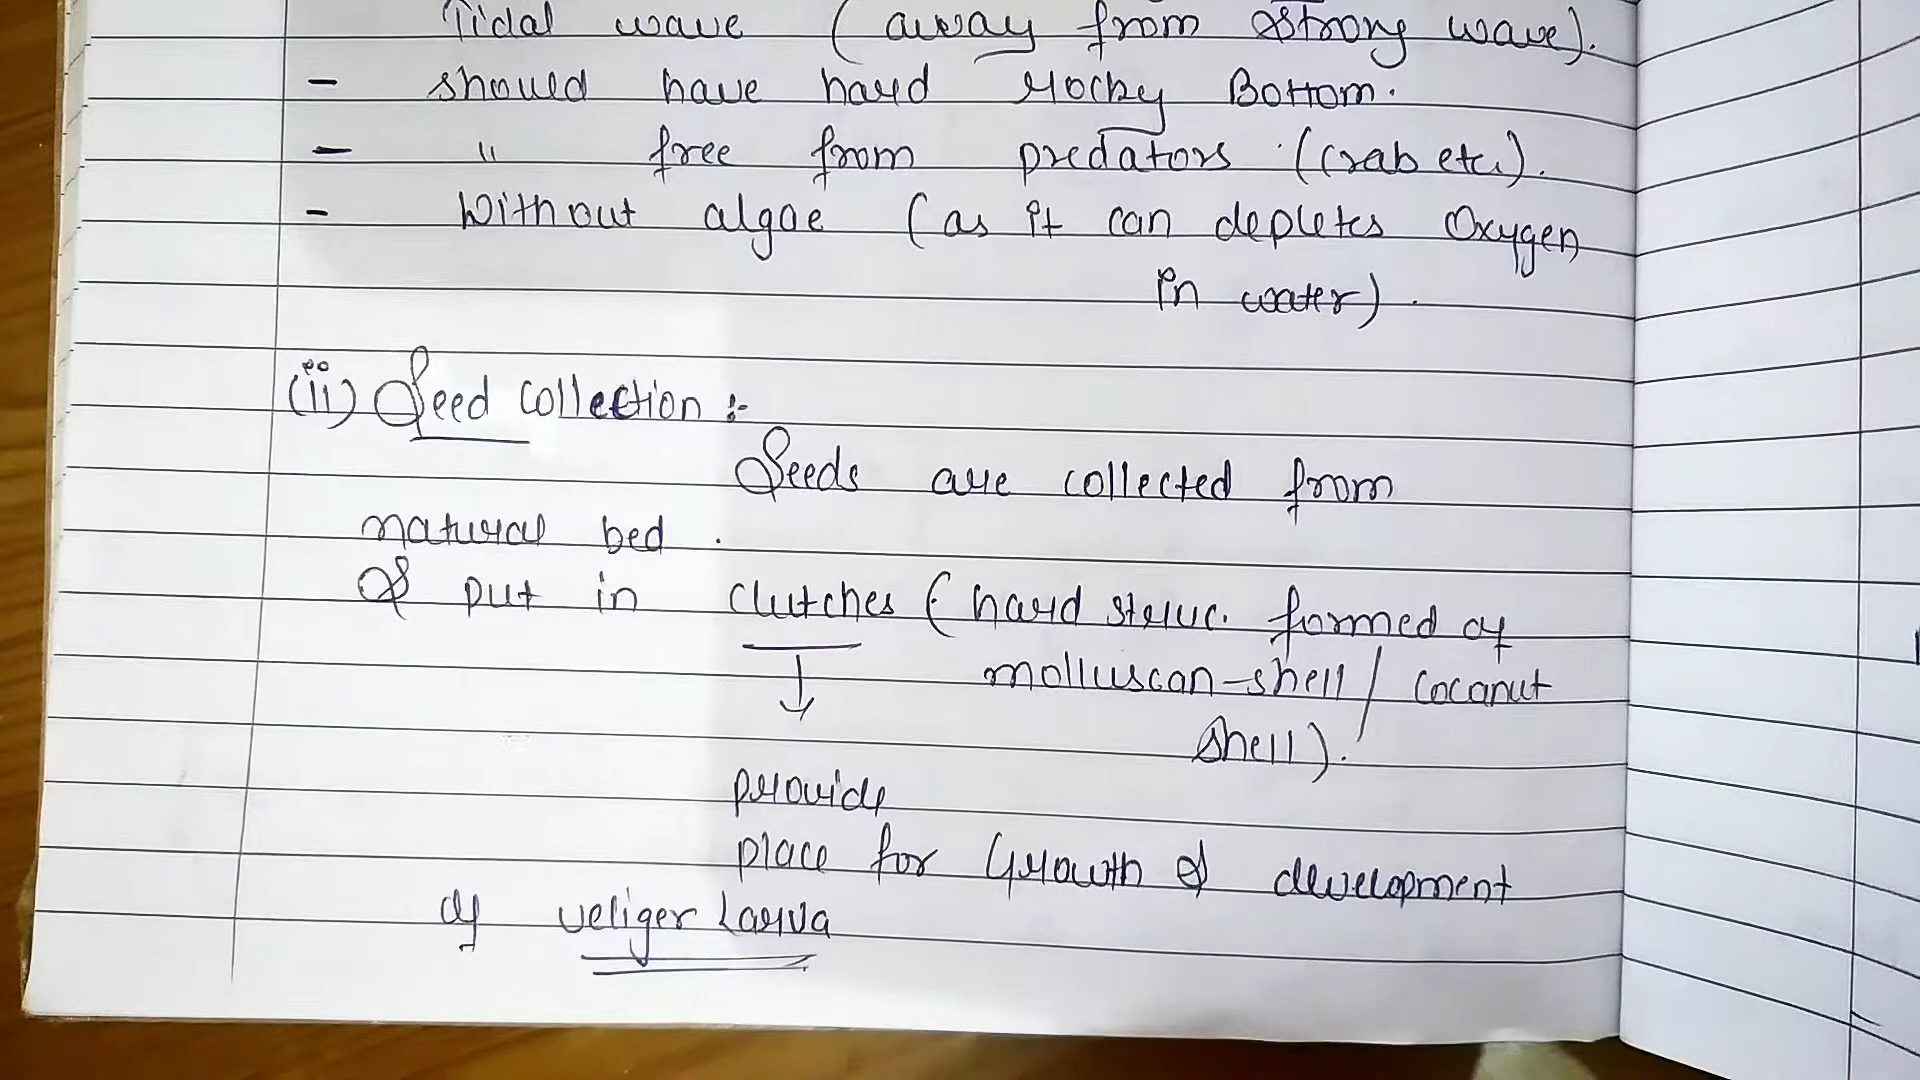 Tidal wave (away from strong wave).
- should have hard rocky Bottom.
- " free from predators (crab etc.).
- Without algae (as it can depletes Oxygen
in water).
(ii) Seed collection :-
Seeds are collected from
natural bed.
& put in clutches (hard struc. formed of
molluscan-shell / coconut
shell).
↓
provide
place for Growth & development
of veliger Larva